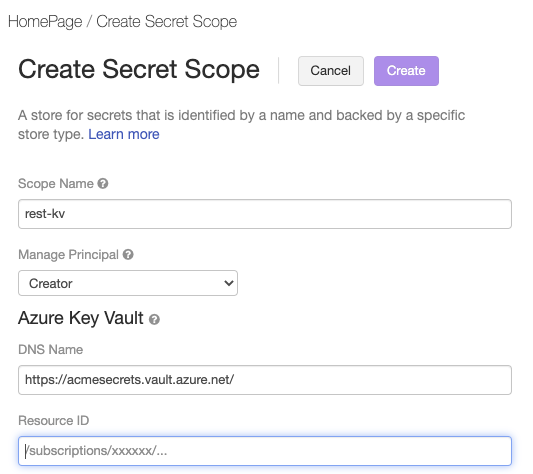 HomePage / Create Secret Scope
Create Secret Scope
Cancel
Create
A store for secrets that is identified by a name and backed by a specific
store type. Learn more
Scope Name
rest-kv
Manage Principal
Creator
Azure Key Vault
DNS Name
https://acmesecrets.vault.azure.net/
Resource ID
/subscriptions/xxxxxx/...